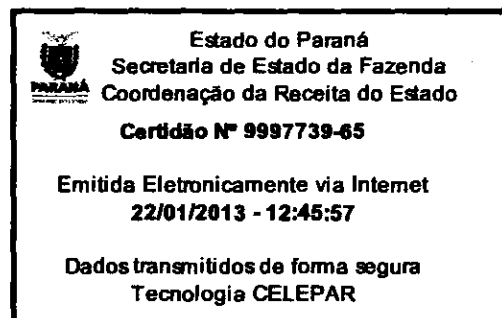 Estado do Paraná
Secretaria de Estado da Fazenda
PARANÁ
Coordenação da Receita do Estado
Certidão Nº 9997739-65
Emitida Eletronicamente via Internet
22/01/2013 - 12:45:57
Dados transmitidos de forma segura
Tecnologia CELEPAR